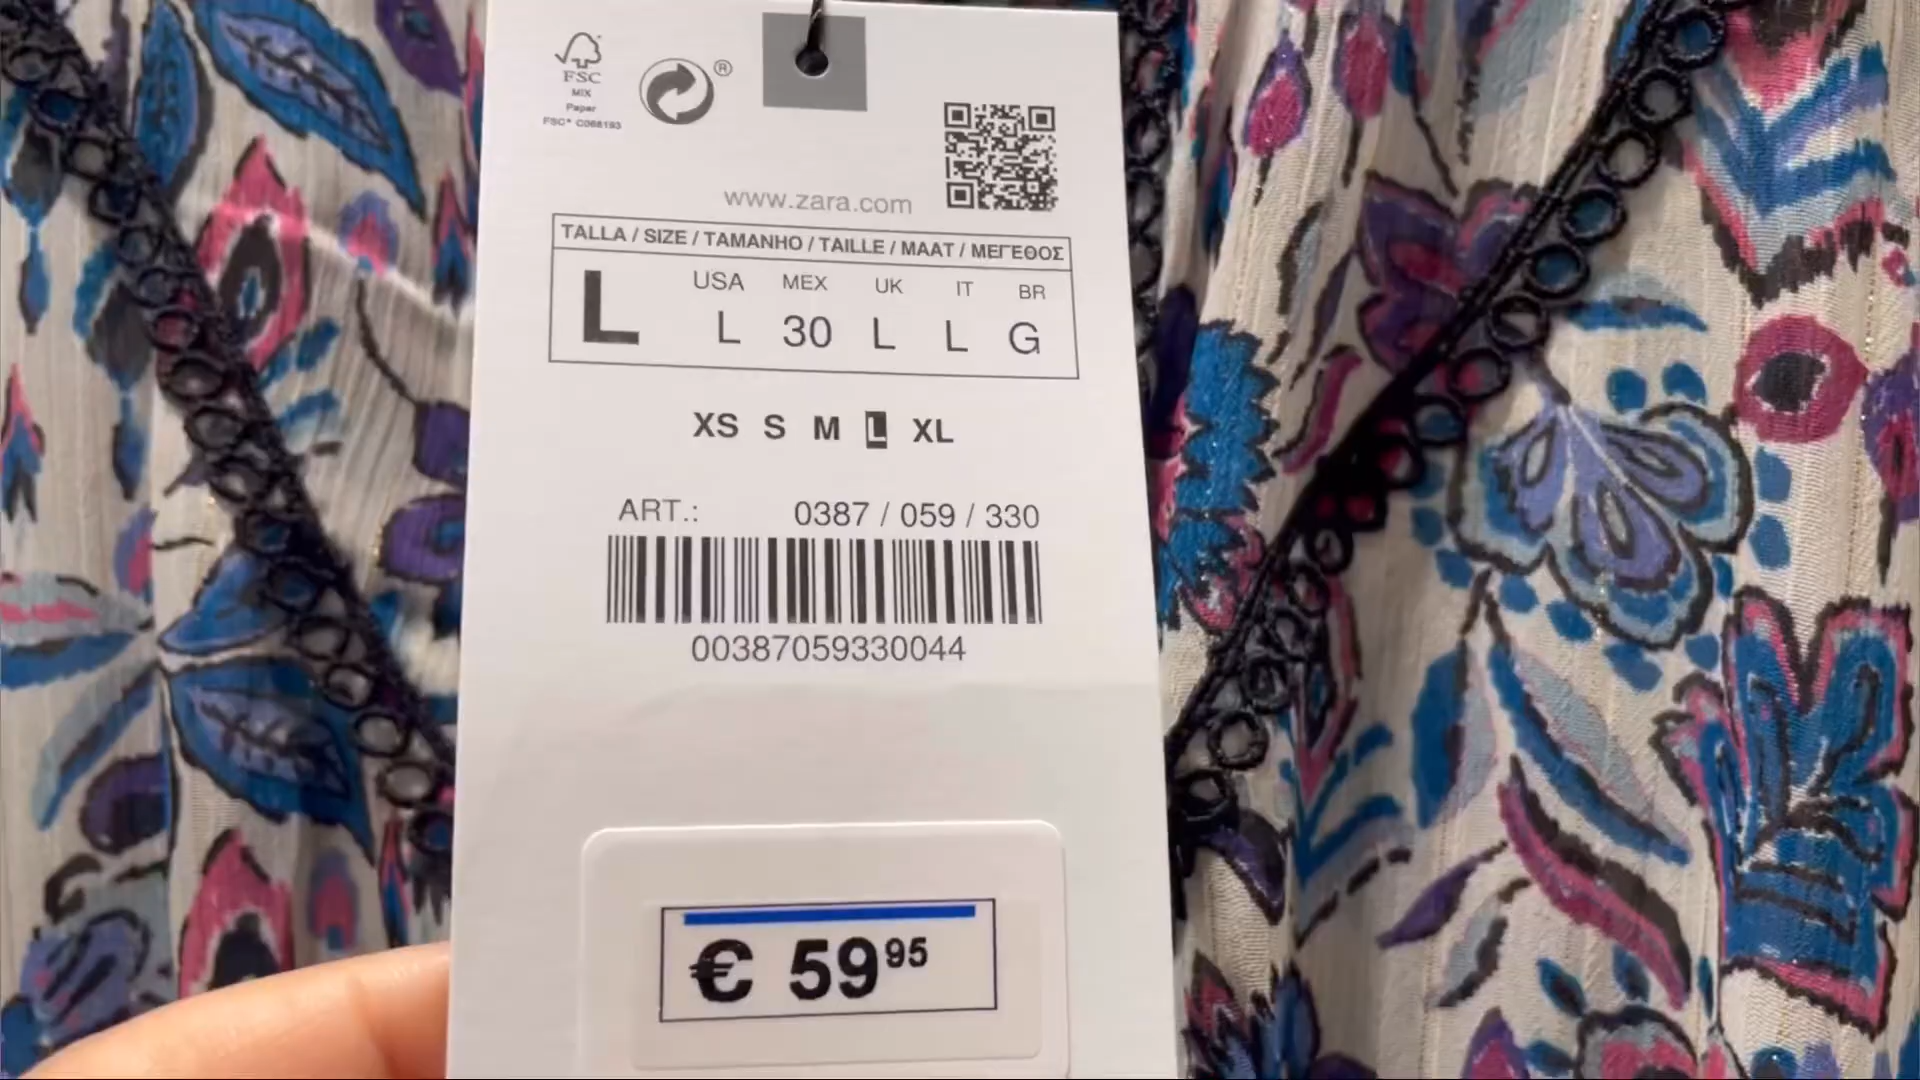 FSC
MIX
Paper
FSC® C068193
®
www.zara.com
TALLA / SIZE / TAMANHO / TAILLE / MAAT / ΜΕΓΕΘΟΣ
L
USA MEX UK IT BR
L 30 L L G
XS S M L XL
ART.: 0387 / 059 / 330
00387059330044
€ 59⁹⁵